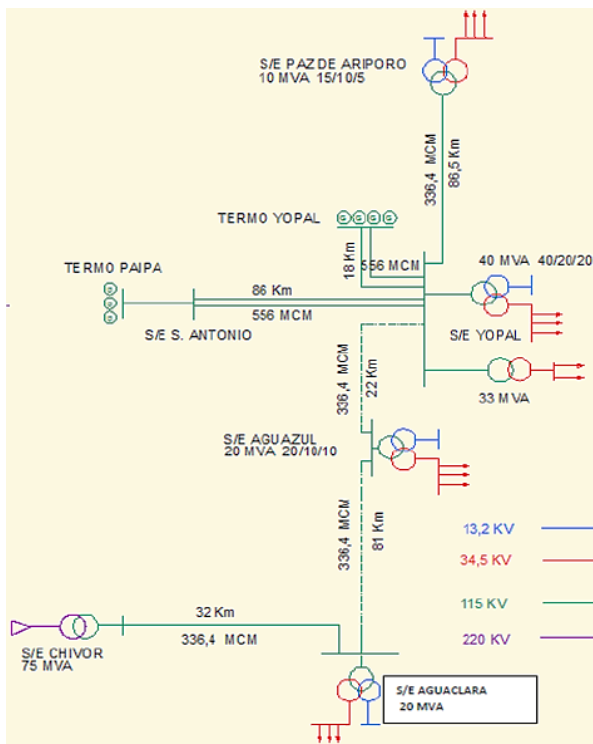 S/E PAZ DE ARIPORO
10 MVA 15/10/5
336,4 MCM
86,5 Km
TERMO YOPAL
G G G G
18 Km
556 MCM
40 MVA 40/20/20
TERMO PAIPA
G
G
G
86 Km
556 MCM
S/E S. ANTONIO
S/E YOPAL
33 MVA
336,4 MCM
22 Km
S/E AGUAZUL
20 MVA 20/10/10
336,4 MCM
81 Km
13,2 KV
34,5 KV
115 KV
220 KV
32 Km
336,4 MCM
S/E CHIVOR
75 MVA
S/E AGUACLARA
20 MVA